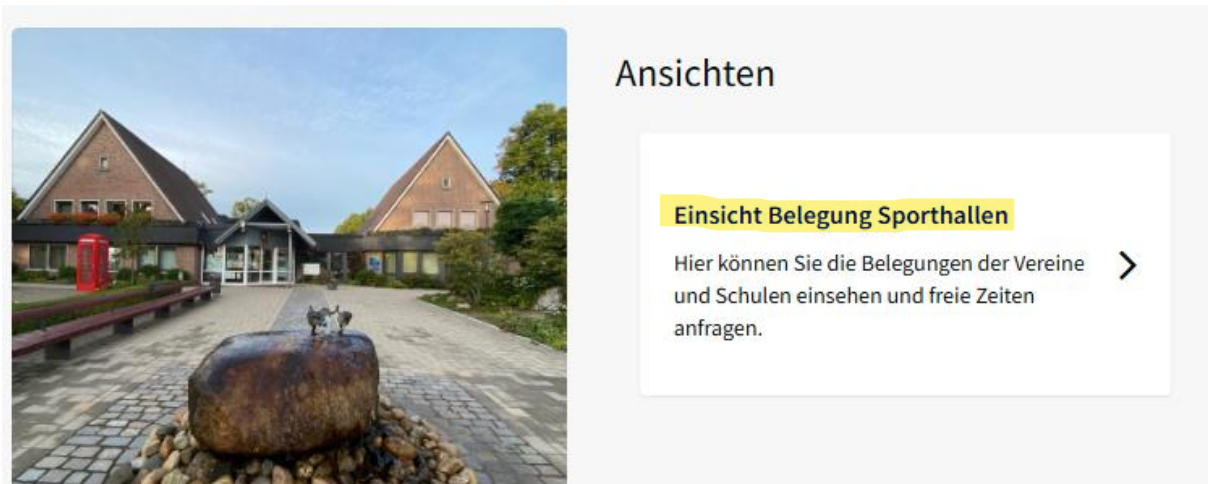 Ansichten
Einsicht Belegung Sporthallen
Hier können Sie die Belegungen der Vereine
und Schulen einsehen und freie Zeiten
anfragen.